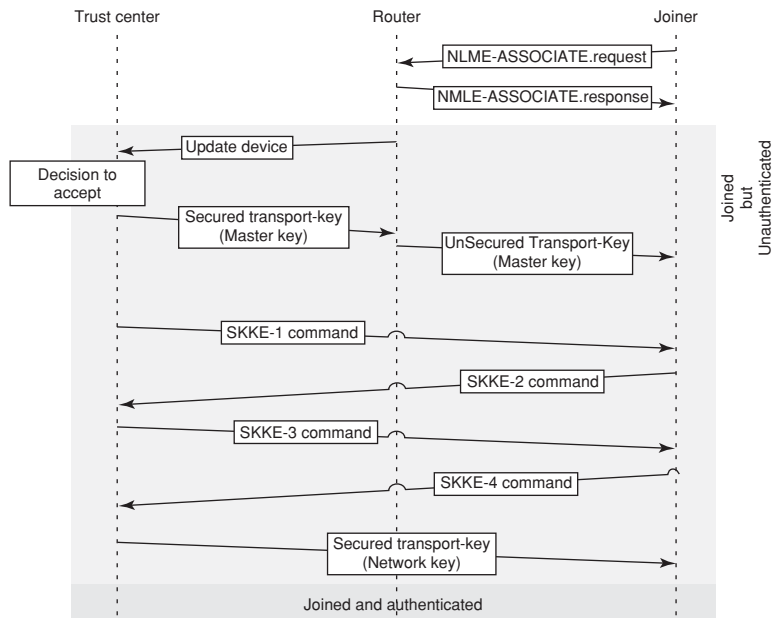 Trust center
Router
Joiner
NLME-ASSOCIATE.request
NMLE-ASSOCIATE.response
Update device
Decision to
accept
Joined
but
Unauthenticated
Secured transport-key
(Master key)
UnSecured Transport-Key
(Master key)
SKKE-1 command
SKKE-2 command
SKKE-3 command
SKKE-4 command
Secured transport-key
(Network key)
Joined and authenticated